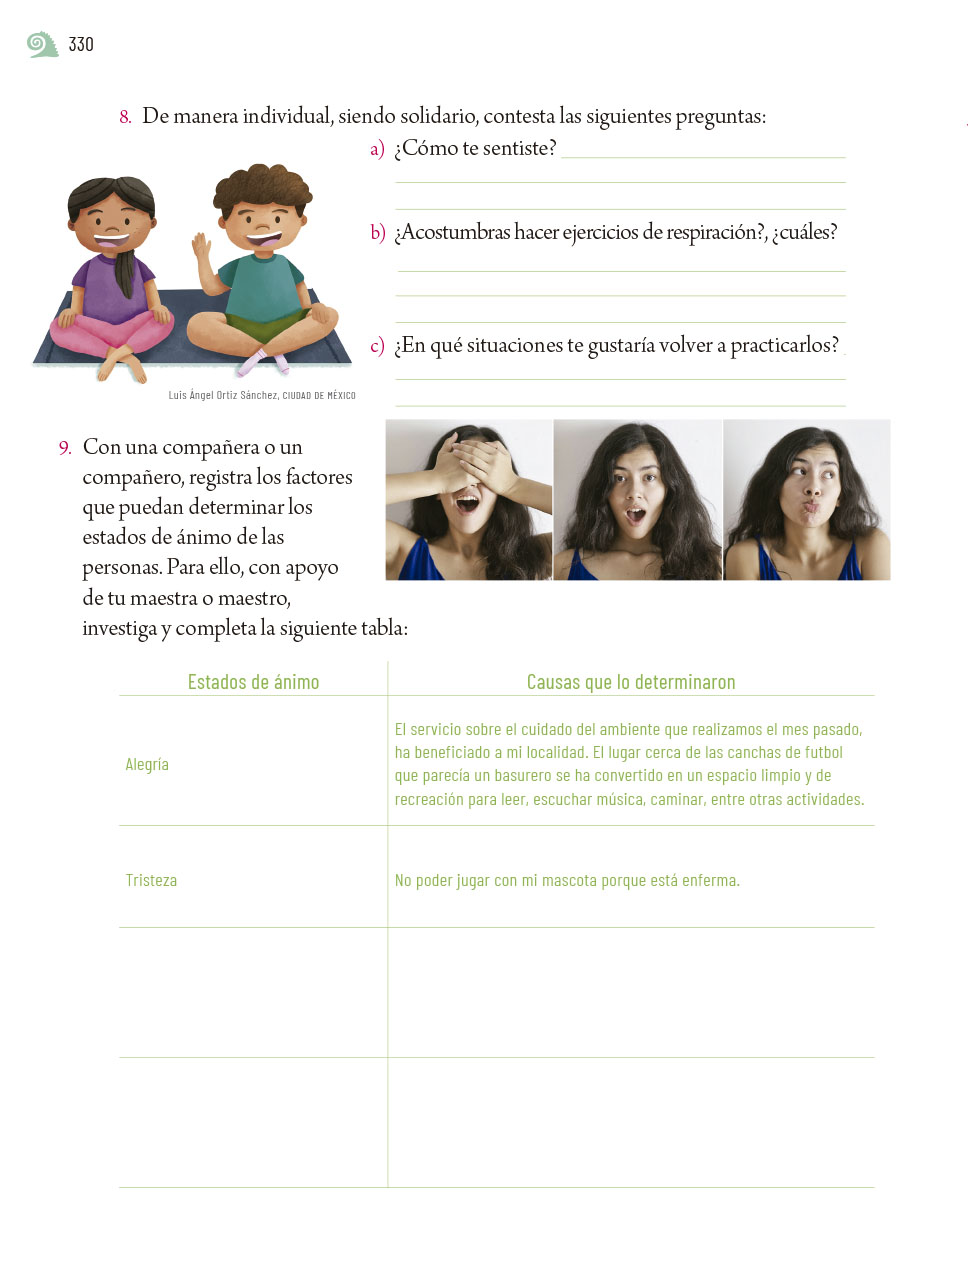 330
8. De manera individual, siendo solidario, contesta las siguientes preguntas:
a) ¿Cómo te sentiste?
b) ¿Acostumbras hacer ejercicios de respiración?, ¿cuáles?
c) ¿En qué situaciones te gustaría volver a practicarlos?
Luis Ángel Ortiz Sánchez, CIUDAD DE MÉXICO
9. Con una compañera o un
compañero, registra los factores
que puedan determinar los
estados de ánimo de las
personas. Para ello, con apoyo
de tu maestra o maestro,
investiga y completa la siguiente tabla:
Estados de ánimo
Causas que lo determinaron
Alegría
El servicio sobre el cuidado del ambiente que realizamos el mes pasado,
ha beneficiado a mi localidad. El lugar cerca de las canchas de futbol
que parecía un basurero se ha convertido en un espacio limpio y de
recreación para leer, escuchar música, caminar, entre otras actividades.
Tristeza
No poder jugar con mi mascota porque está enferma.